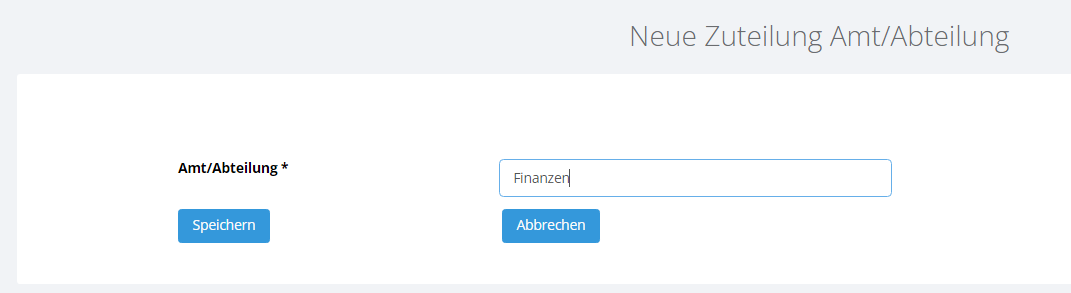 Neue Zuteilung Amt/Abteilung
Amt/Abteilung *
Finanzen
Speichern
Abbrechen